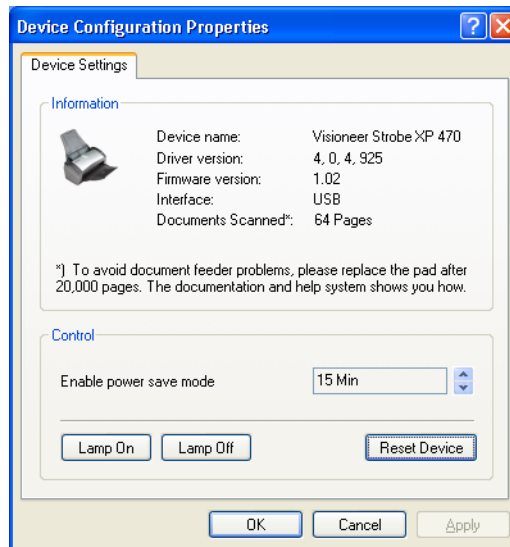 Device Configuration Properties
Device Settings
Information
Device name: Visioneer Strobe XP 470
Driver version: 4, 0, 4, 925
Firmware version: 1.02
Interface: USB
Documents Scanned*: 64 Pages
*) To avoid document feeder problems, please replace the pad after
20,000 pages. The documentation and help system shows you how.
Control
Enable power save mode 15 Min
Lamp On Lamp Off Reset Device
OK Cancel Apply